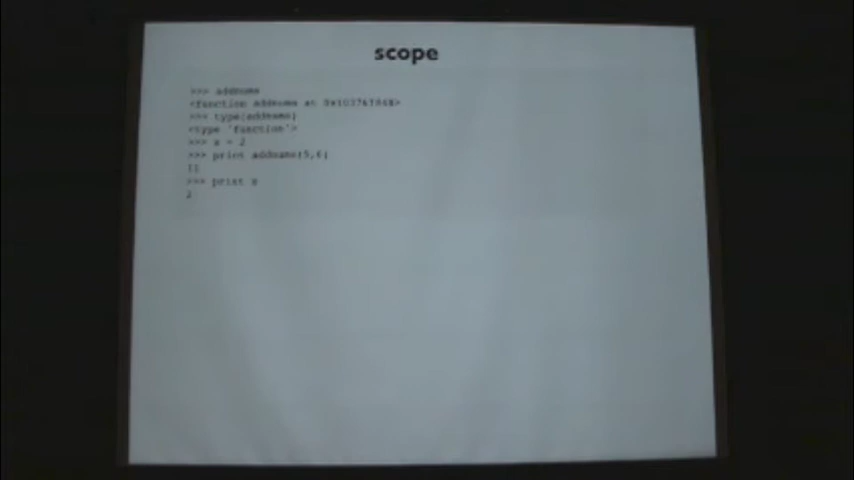 scope
>>> addnums
<function addnums at
>>> type(addnums)
<type 'function'>
>>> x = 2
>>> print addnums(5,6)
11
>>> print x
2